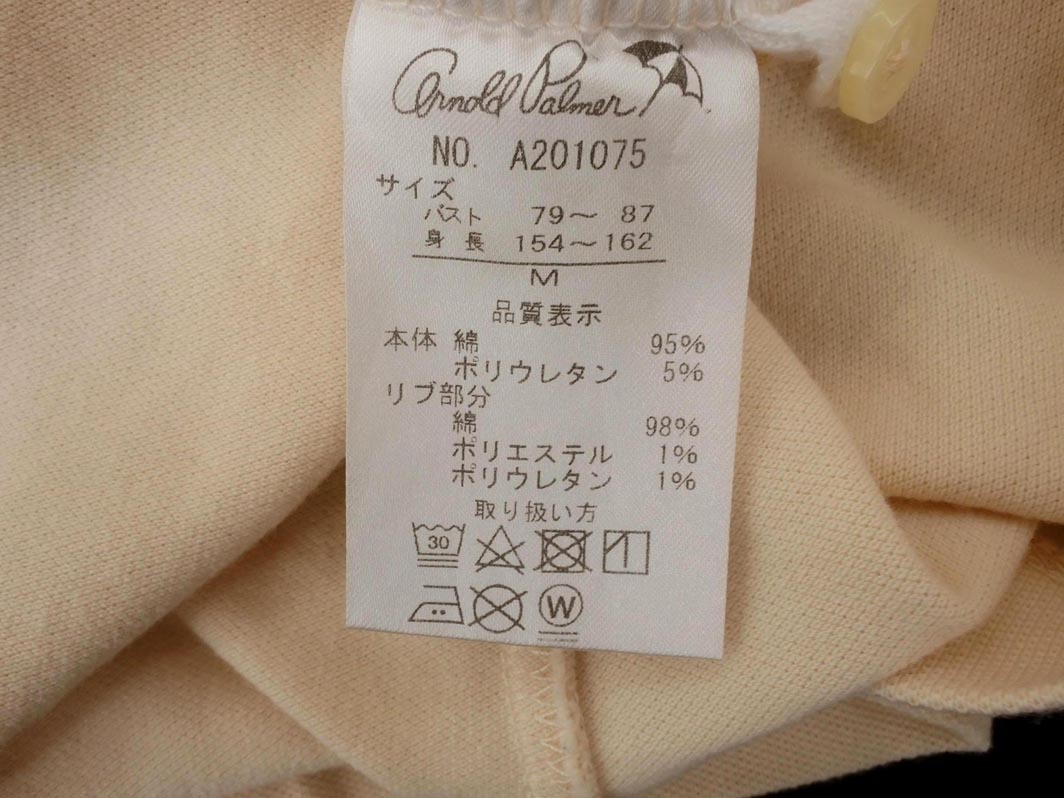 Arnold Palmer
NO. A201075
サイズ
バスト 79～ 87
身長 154～162
M
品質表示
本体 綿 95%
ポリウレタン 5%
リブ部分
綿 98%
ポリエステル 1%
ポリウレタン 1%
取り扱い方
30
W